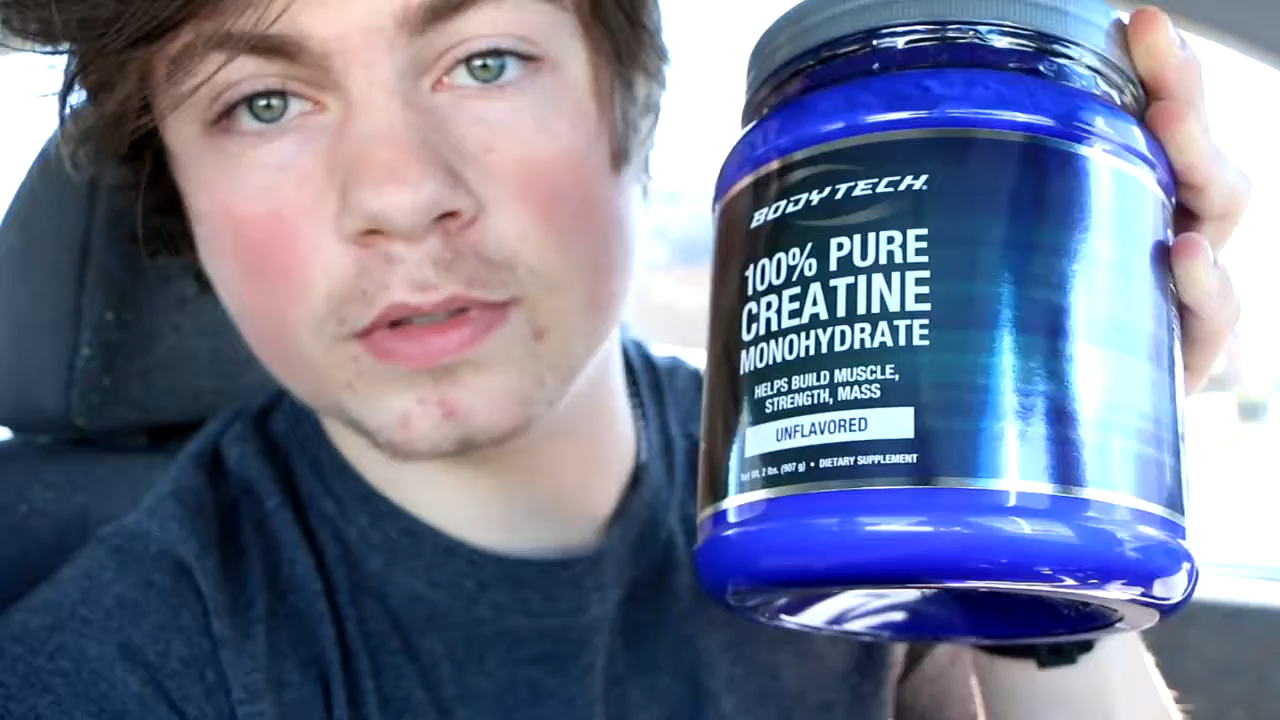 BODYTECH.
100% PURE
CREATINE
MONOHYDRATE
HELPS BUILD MUSCLE,
STRENGTH, MASS
UNFLAVORED
Net Wt. 2 lbs. (907 g) • DIETARY SUPPLEMENT